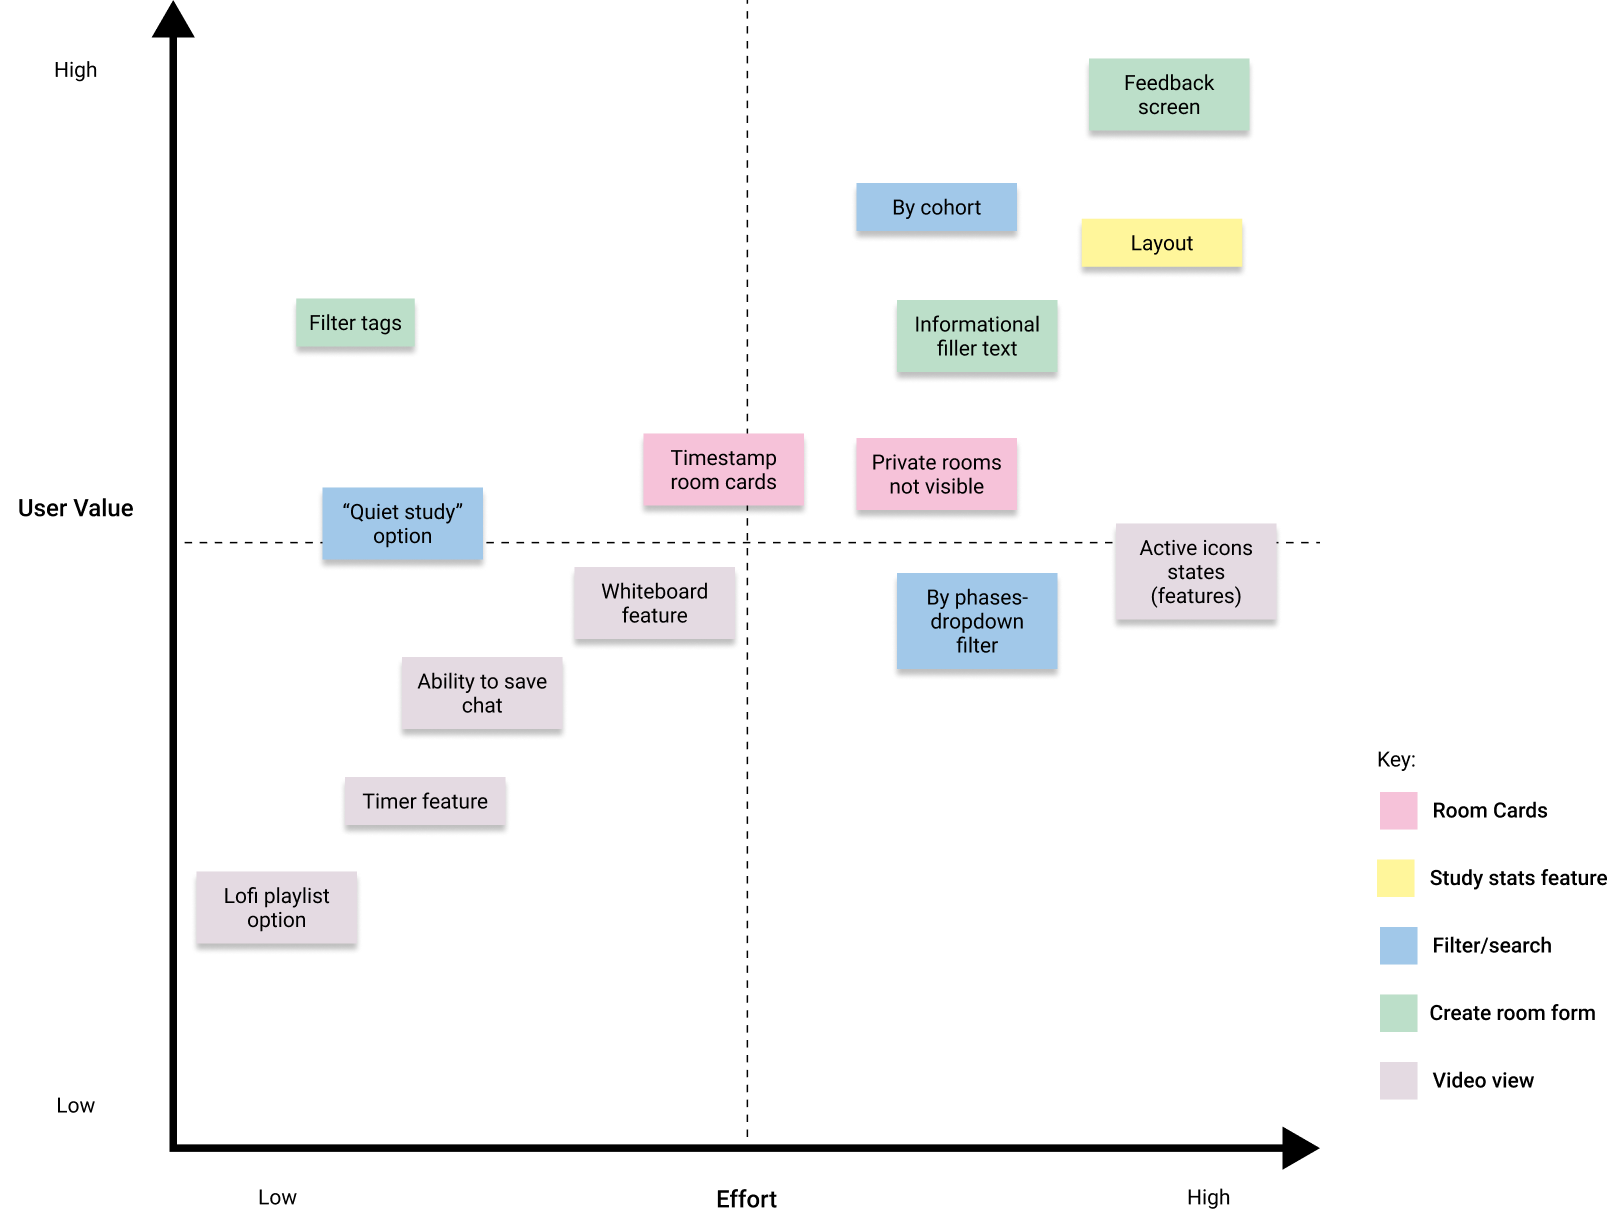 High
Feedback
screen
By cohort
Layout
Filter tags
Informational
filler text
Timestamp
room cards
Private rooms
not visible
User Value
“Quiet study”
option
Active icons
states
(features)
Whiteboard
feature
By phases-
dropdown
filter
Ability to save
chat
Timer feature
Lofi playlist
option
Key:
Room Cards
Study stats feature
Filter/search
Create room form
Video view
Low
Low
Effort
High